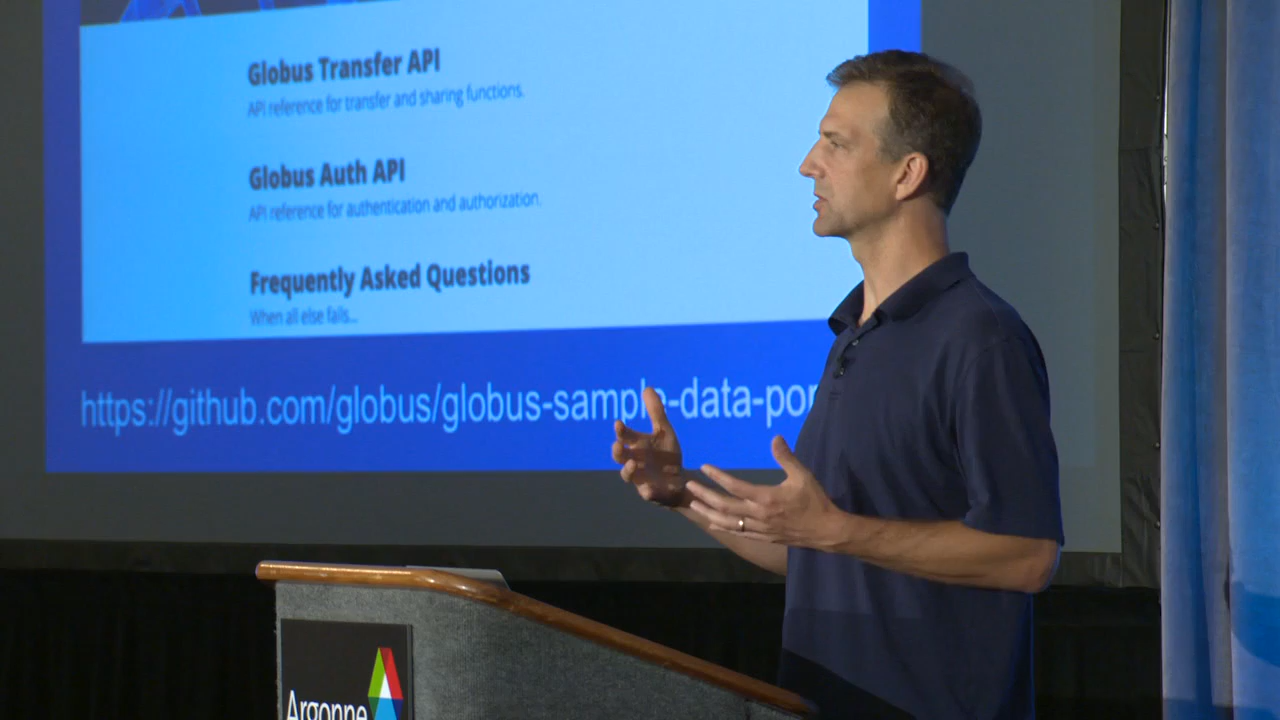 Globus Transfer API
API reference for transfer and sharing functions.
Globus Auth API
API reference for authentication and authorization.
Frequently Asked Questions
When all else fails...
https://github.com/globus/globus-sample-data-por
Argonne